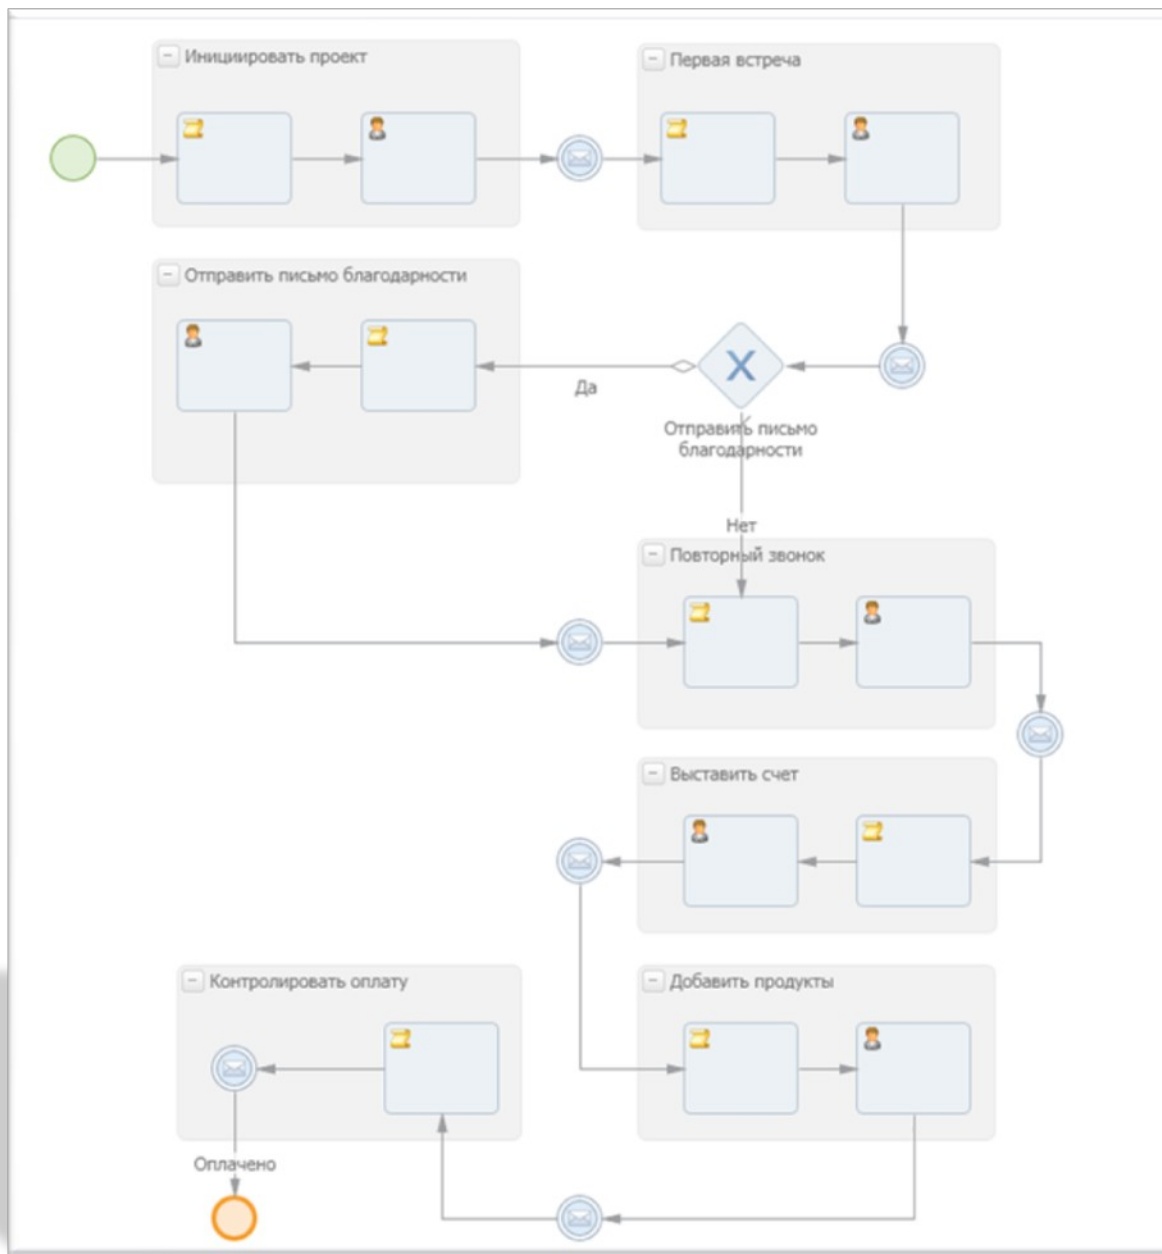 Инициировать проект
Первая встреча
Отправить письмо благодарности
Да
Отправить письмо
благодарности
Нет
Повторный звонок
Выставить счет
Контролировать оплату
Добавить продукты
Оплачено